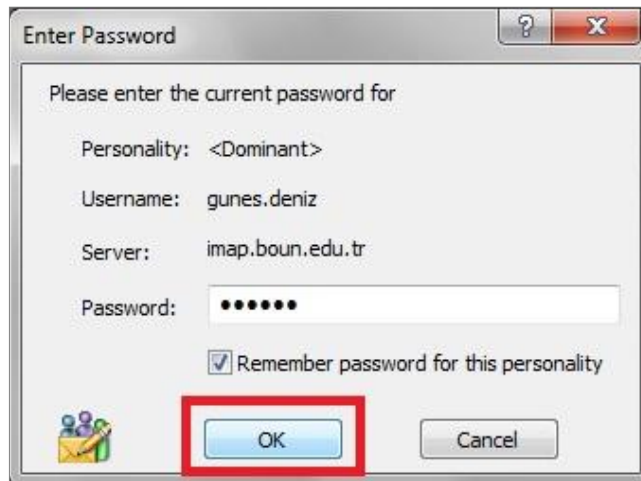 Enter Password
Please enter the current password for
Personality: <Dominant>
Username: gunes.deniz
Server: imap.boun.edu.tr
Password: ••••••
Remember password for this personality
OK Cancel